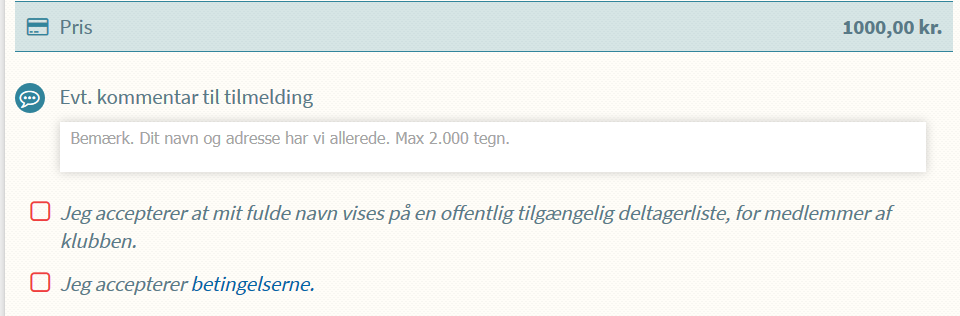 Pris 1000,00 kr.
Evt. kommentar til tilmelding
Bemærk. Dit navn og adresse har vi allerede. Max 2.000 tegn.
Jeg accepterer at mit fulde navn vises på en offentlig tilgængelig deltagerliste, for medlemmer af
klubben.
Jeg accepterer betingelserne.